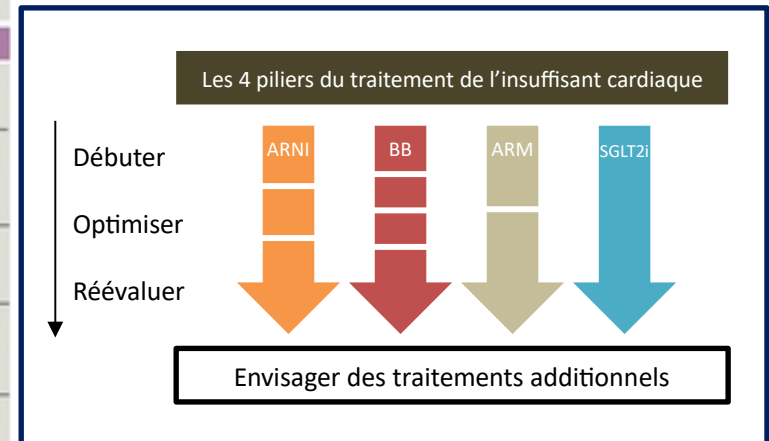 Les 4 piliers du traitement de l’insuffisant cardiaque
ARNI
BB
ARM
SGLT2i
Débuter
Optimiser
Réévaluer
Envisager des traitements additionnels